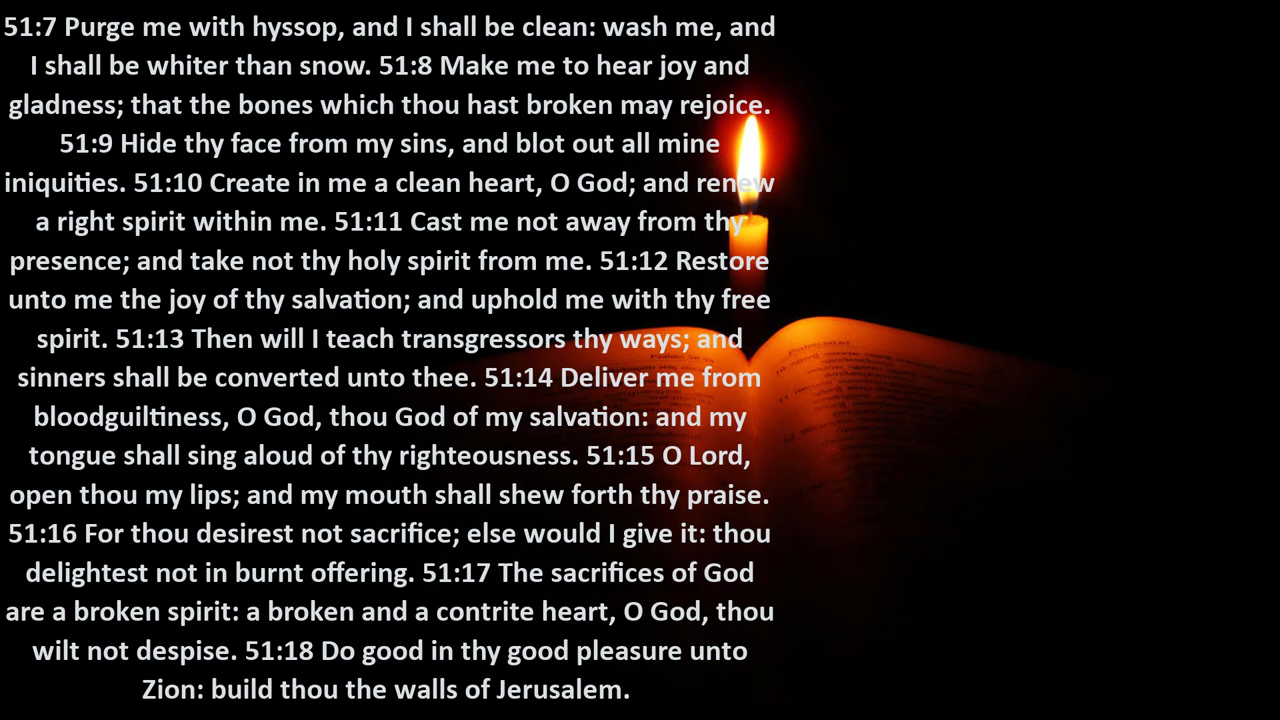 51:7 Purge me with hyssop, and I shall be clean: wash me, and
I shall be whiter than snow. 51:8 Make me to hear joy and
gladness; that the bones which thou hast broken may rejoice.
51:9 Hide thy face from my sins, and blot out all mine
iniquities. 51:10 Create in me a clean heart, O God; and renew
a right spirit within me. 51:11 Cast me not away from thy
presence; and take not thy holy spirit from me. 51:12 Restore
unto me the joy of thy salvation; and uphold me with thy free
spirit. 51:13 Then will I teach transgressors thy ways; and
sinners shall be converted unto thee. 51:14 Deliver me from
bloodguiltiness, O God, thou God of my salvation: and my
tongue shall sing aloud of thy righteousness. 51:15 O Lord,
open thou my lips; and my mouth shall shew forth thy praise.
51:16 For thou desirest not sacrifice; else would I give it: thou
delightest not in burnt offering. 51:17 The sacrifices of God
are a broken spirit: a broken and a contrite heart, O God, thou
wilt not despise. 51:18 Do good in thy good pleasure unto
Zion: build thou the walls of Jerusalem.